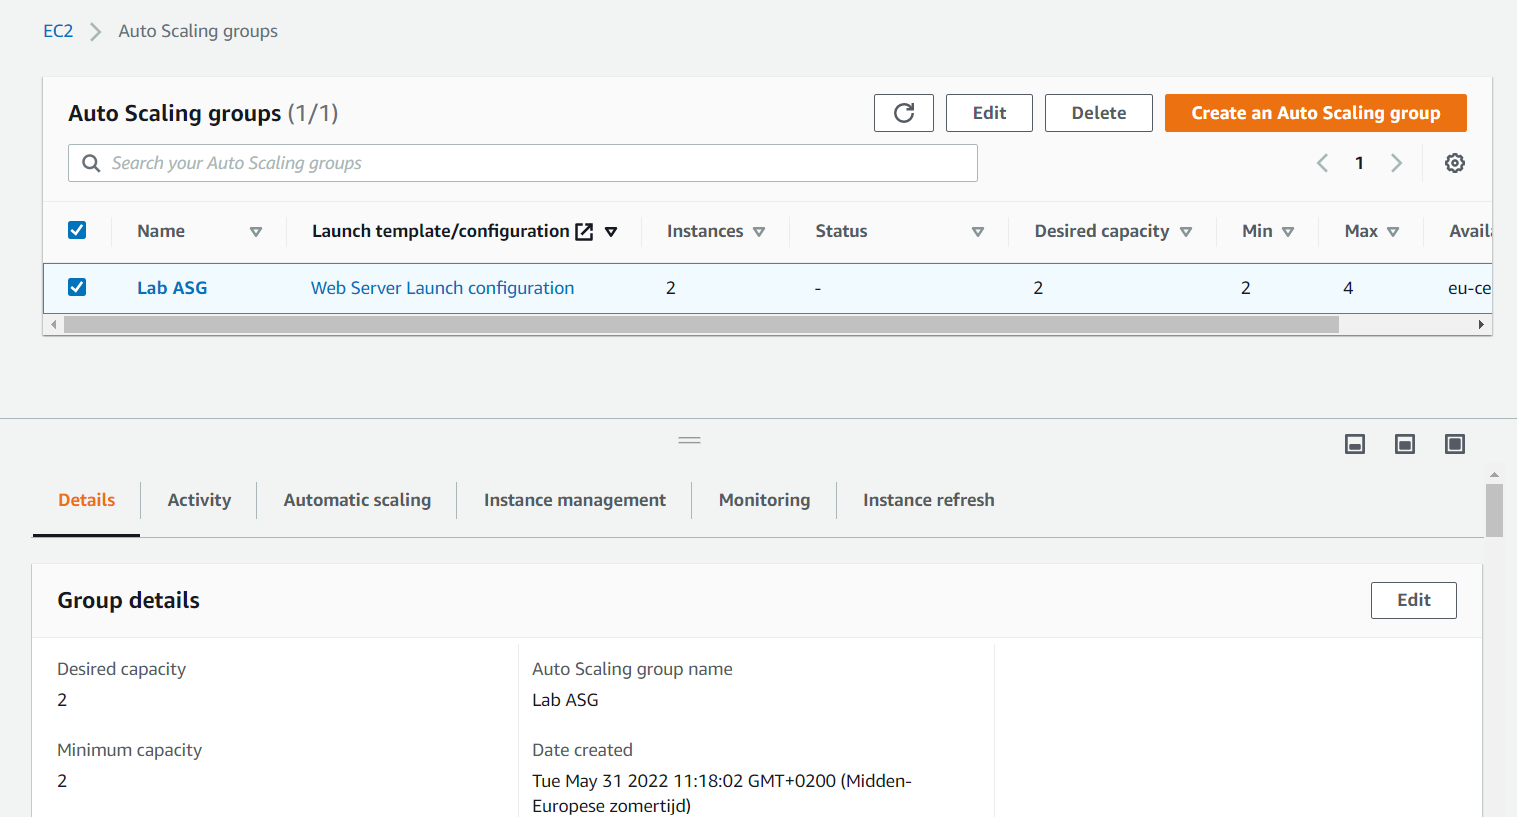 EC2 Auto Scaling groups
Auto Scaling groups (1/1)
Edit
Delete
Create an Auto Scaling group
Search your Auto Scaling groups
1
Name Launch template/configuration Instances Status Desired capacity Min Max Avail
Lab ASG Web Server Launch configuration 2 - 2 2 4 eu-ce
Details Activity Automatic scaling Instance management Monitoring Instance refresh
Group details
Edit
Desired capacity
2
Minimum capacity
2
Auto Scaling group name
Lab ASG
Date created
Tue May 31 2022 11:18:02 GMT+0200 (Midden-
Europese zomertijd)